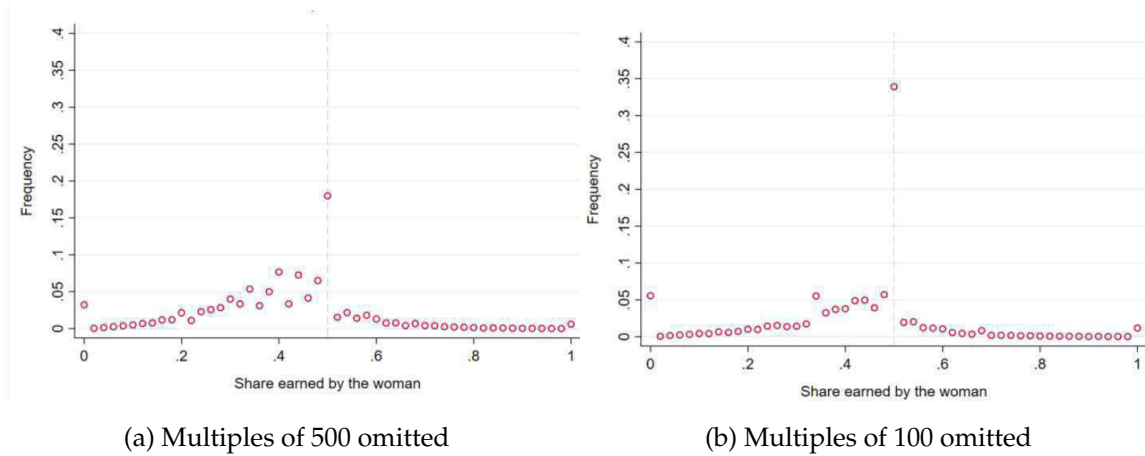 .4
.35
.3
.25
.2
.15
.1
.05
0
Frequency
0 .2 .4 .6 .8 1
Share earned by the woman
(a) Multiples of 500 omitted
.4
.35
.3
.25
.2
.15
.1
.05
0
Frequency
0 .2 .4 .6 .8 1
Share earned by the woman
(b) Multiples of 100 omitted